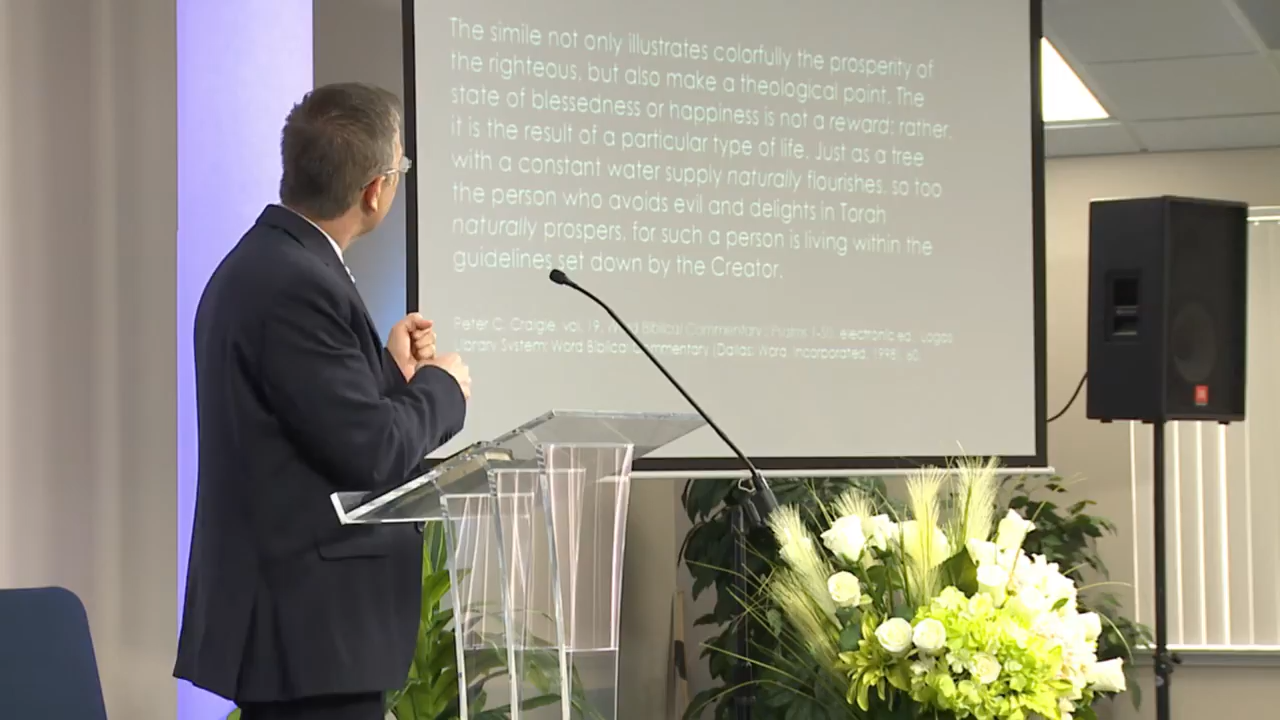 The simile not only illustrates colorfully the prosperity of
the righteous, but also make a theological point. The
state of blessedness or happiness is not a reward; rather,
it is the result of a particular type of life. Just as a tree
with a constant water supply naturally flourishes, so too
the person who avoids evil and delights in Torah
naturally prospers, for such a person is living within the
guidelines set down by the Creator.
Peter C. Craigie, vol. 19, Word Biblical Commentary : Psalms 1-50, electronic ed., Logos
Library System; Word Biblical Commentary (Dallas: Word, Incorporated, 1998), 60.
JBL